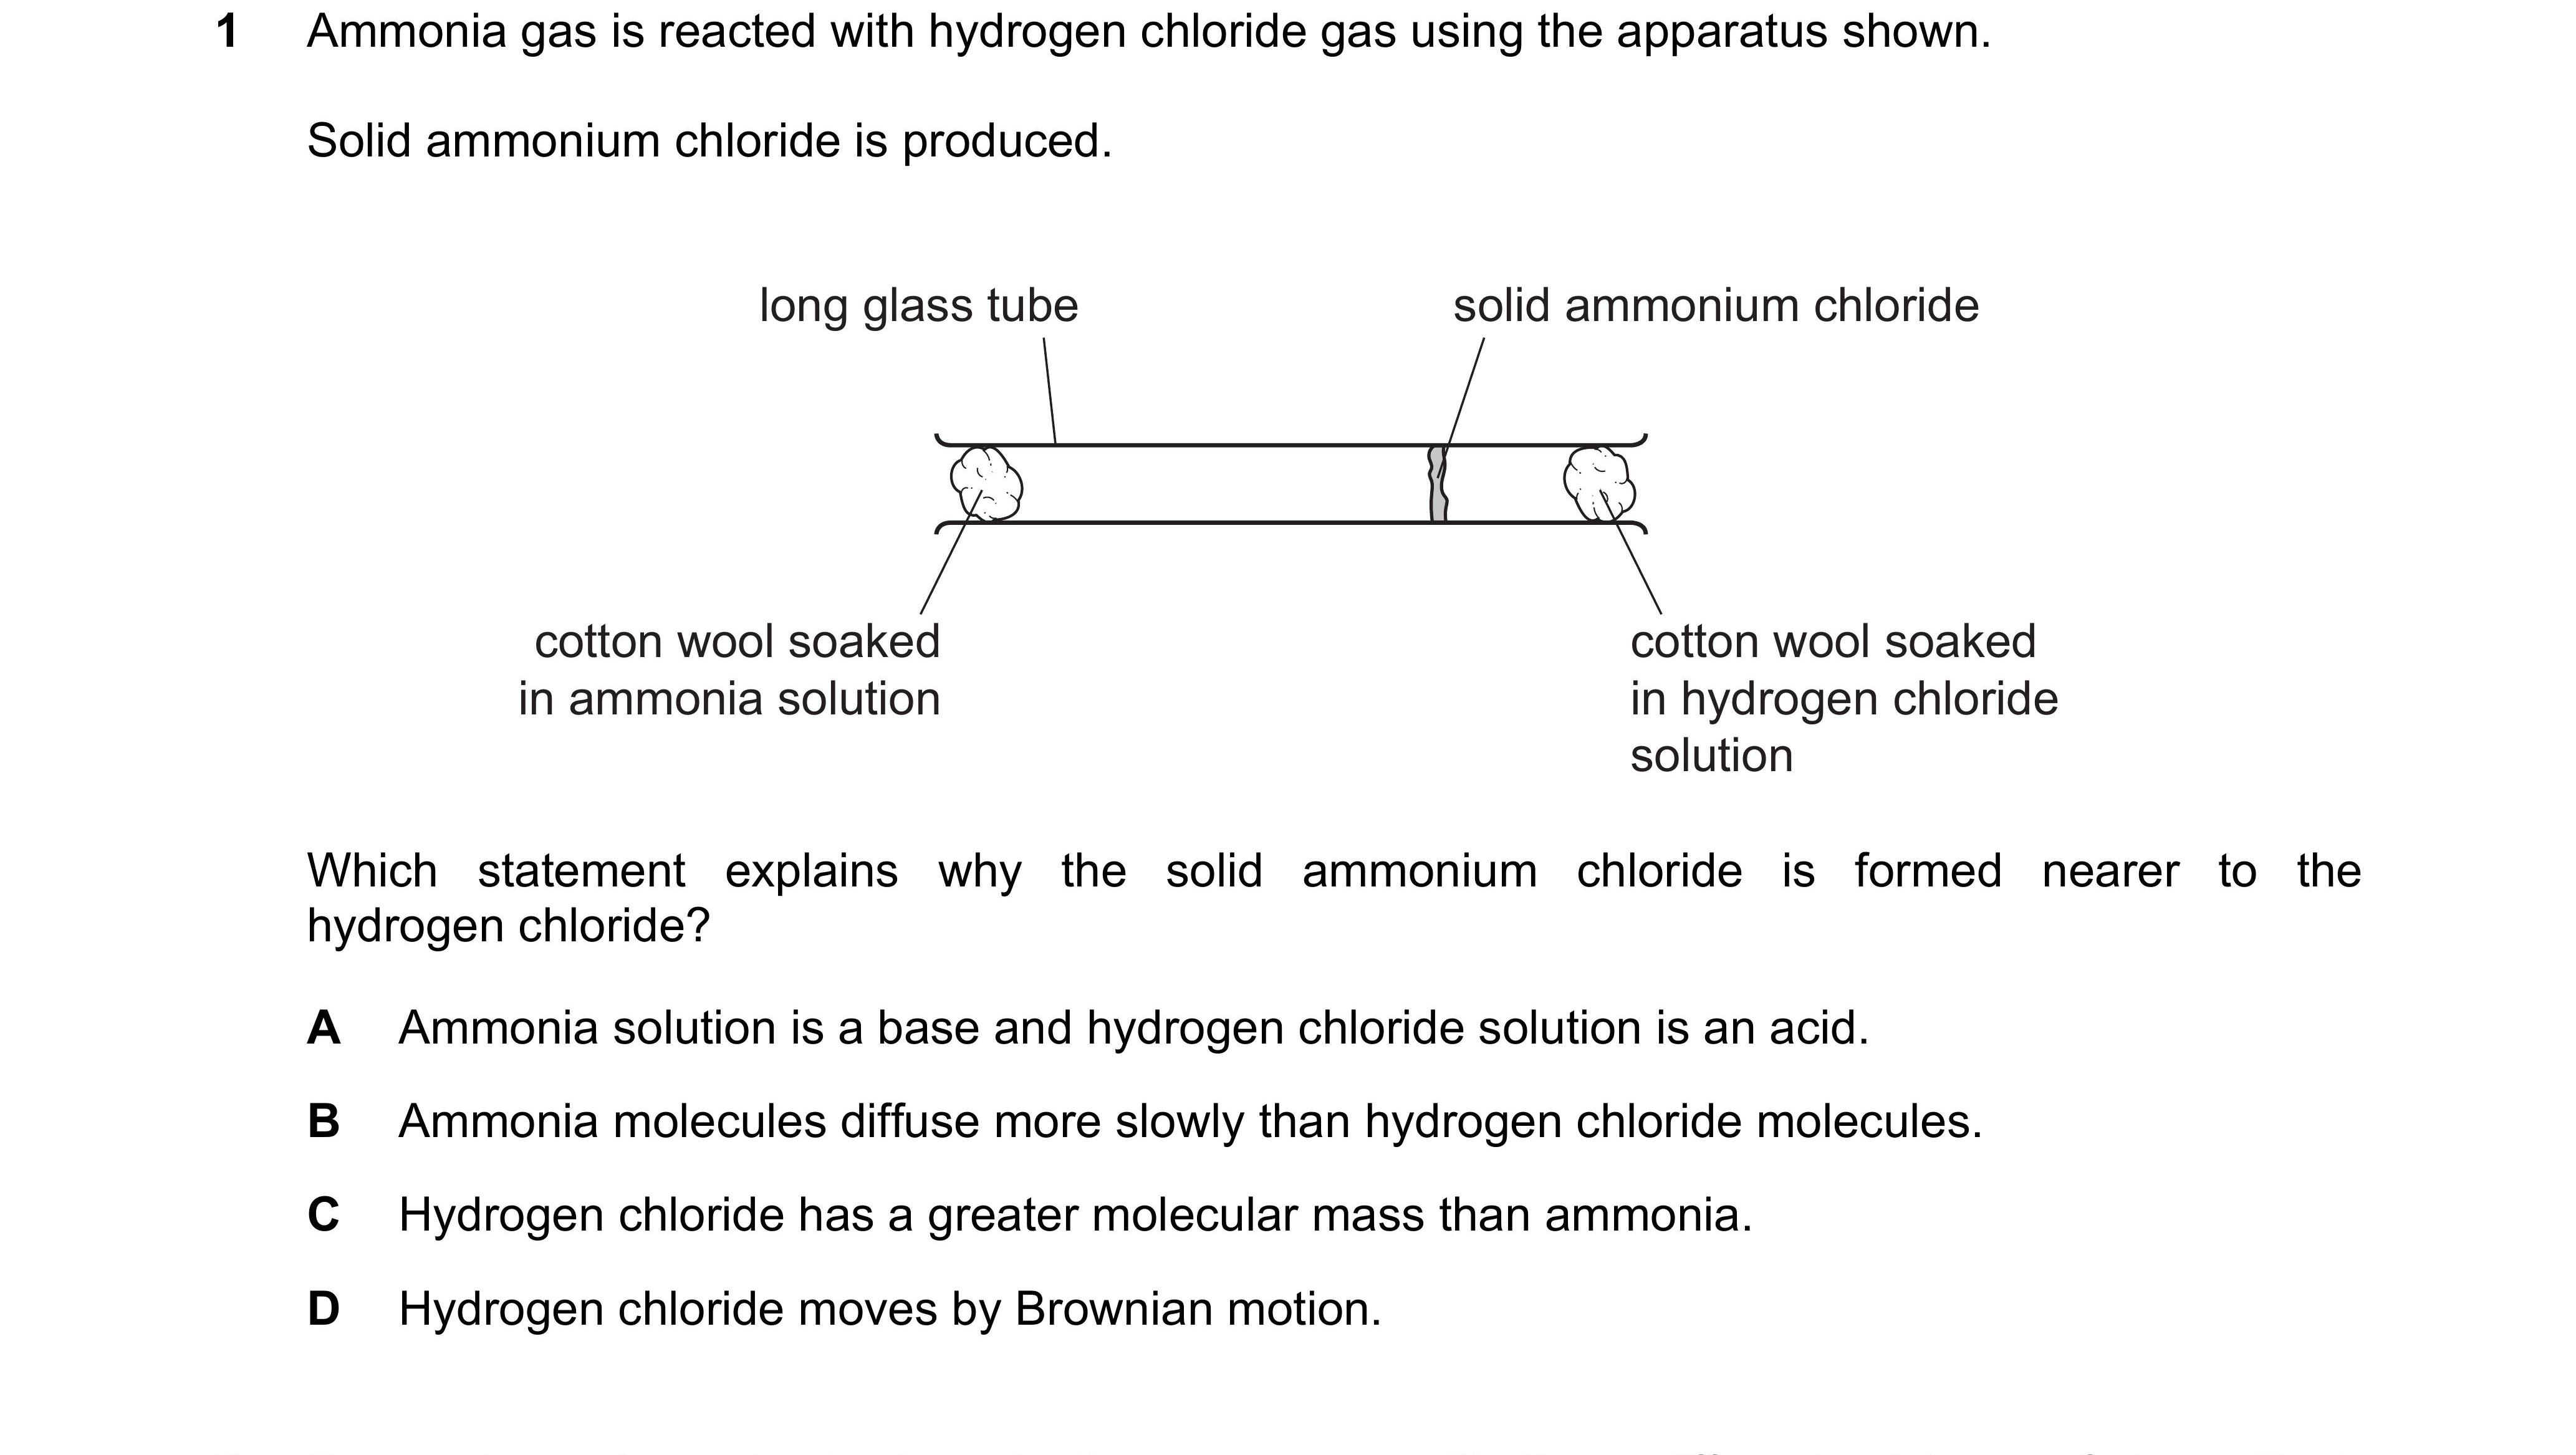 1 Ammonia gas is reacted with hydrogen chloride gas using the apparatus shown.
Solid ammonium chloride is produced.
long glass tube
solid ammonium chloride
cotton wool soaked
in ammonia solution
cotton wool soaked
in hydrogen chloride
solution
Which statement explains why the solid ammonium chloride is formed nearer to the
hydrogen chloride?
A Ammonia solution is a base and hydrogen chloride solution is an acid.
B Ammonia molecules diffuse more slowly than hydrogen chloride molecules.
C Hydrogen chloride has a greater molecular mass than ammonia.
D Hydrogen chloride moves by Brownian motion.